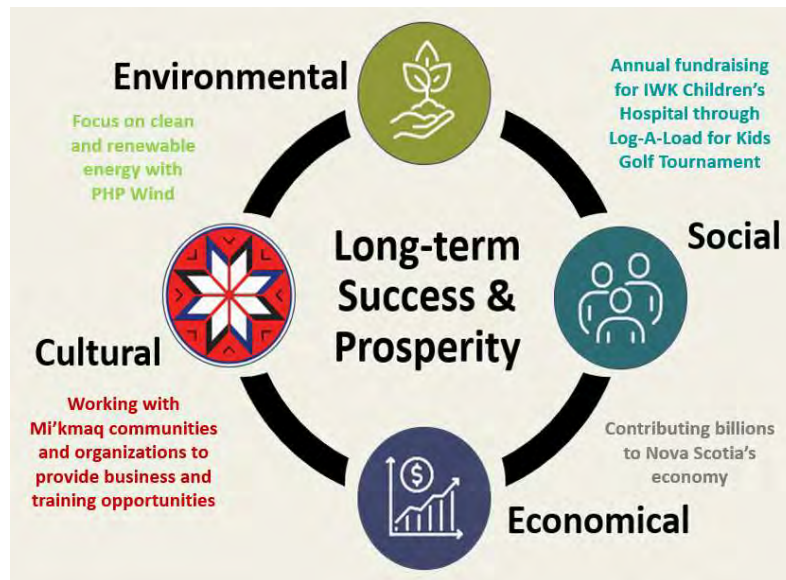 Environmental
Focus on clean
and renewable
energy with
PHP Wind
Annual fundraising
for IWK Children's
Hospital through
Log-A-Load for Kids
Golf Tournament
Social
Long-term
Success &
Prosperity
Cultural
Working with
Mi'kmaq communities
and organizations to
provide business and
training opportunities
Contributing billions
to Nova Scotia's
economy
Economical
$